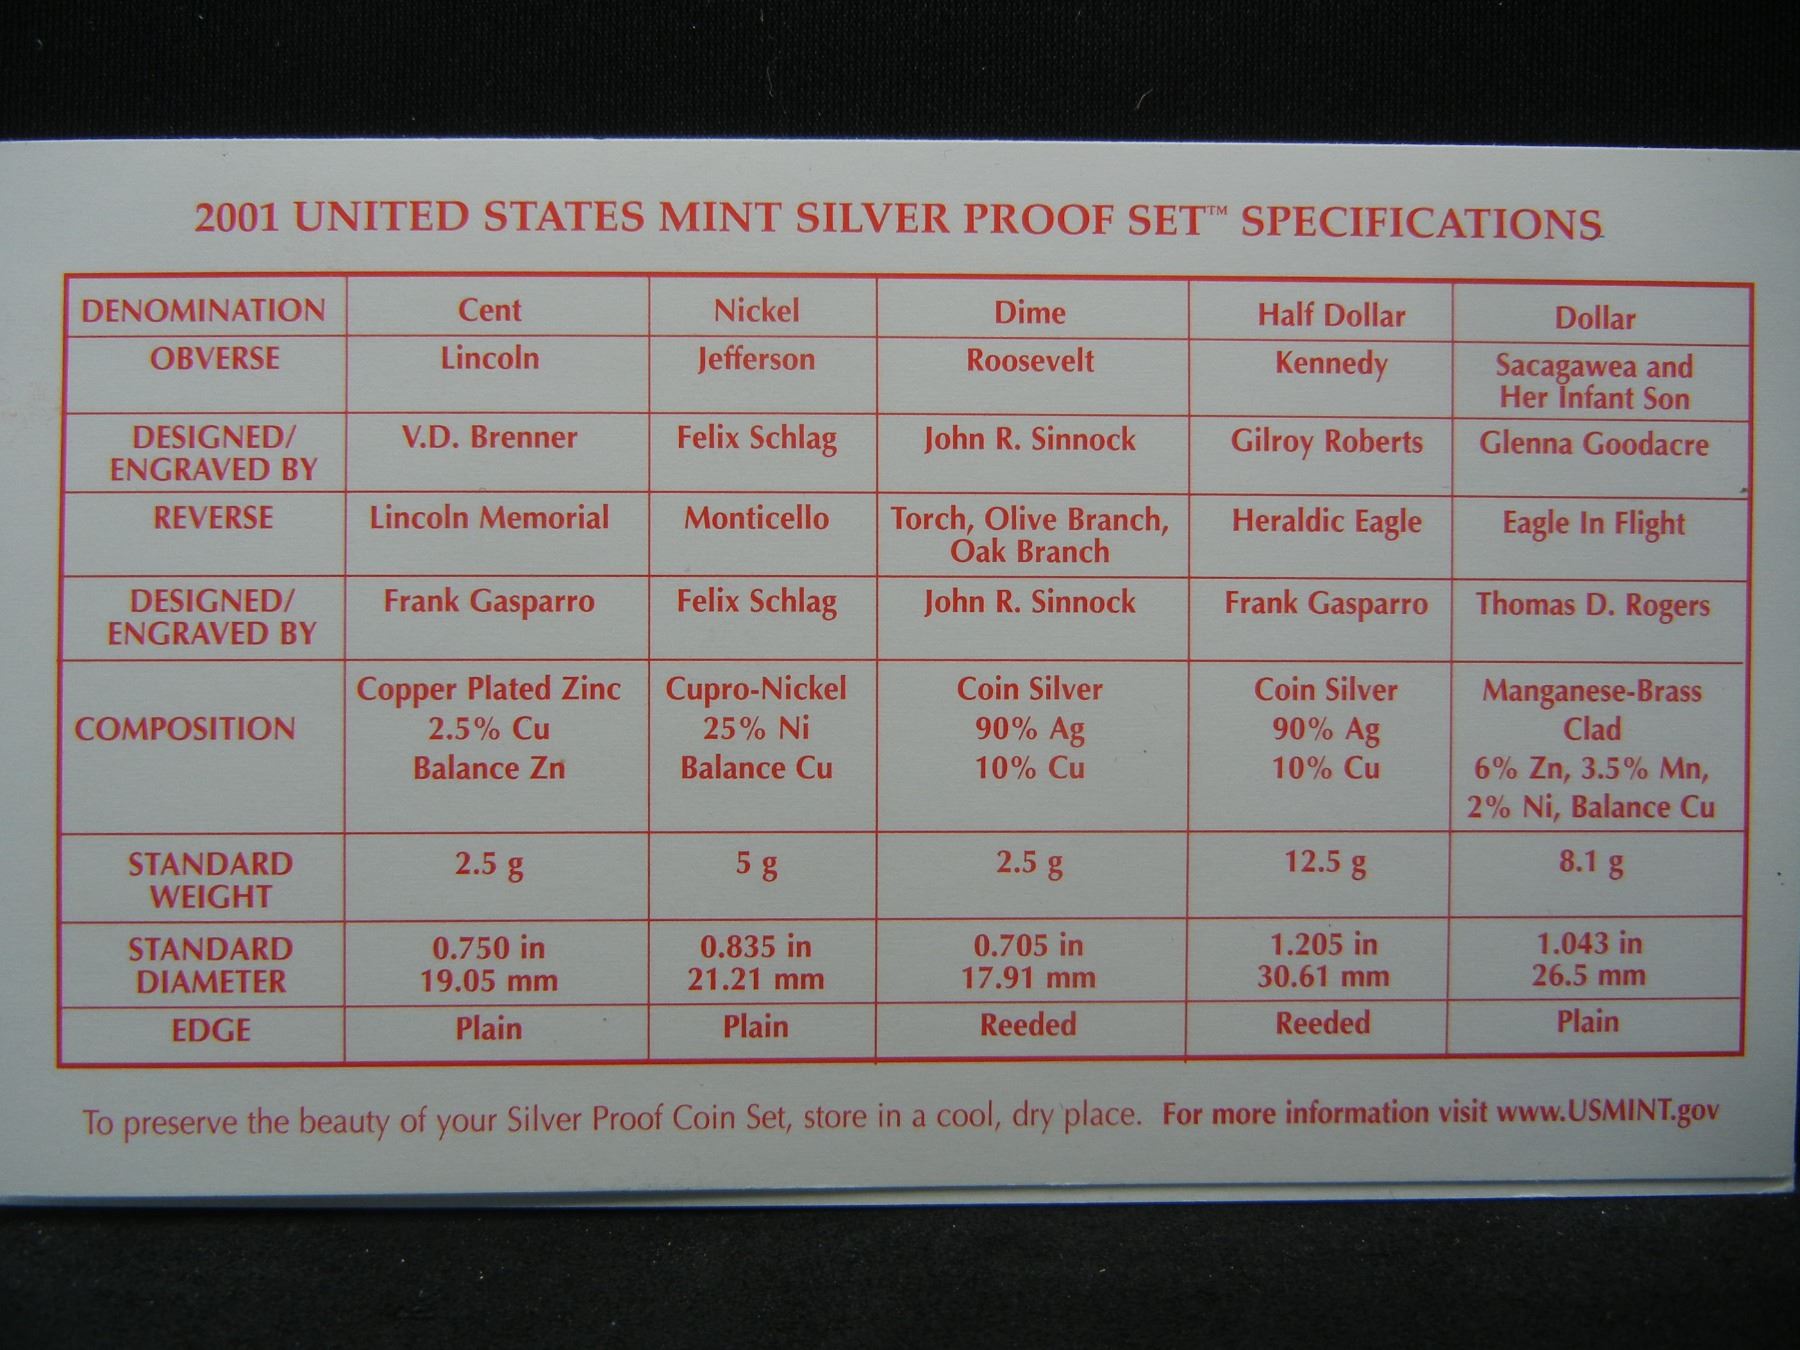 2001 UNITED STATES MINT SILVER PROOF SET™ SPECIFICATIONS
DENOMINATION Cent Nickel Dime Half Dollar Dollar
OBVERSE Lincoln Jefferson Roosevelt Kennedy Sacagawea and
Her Infant Son
DESIGNED/ V.D. Brenner Felix Schlag John R. Sinnock Gilroy Roberts Glenna Goodacre
ENGRAVED BY
REVERSE Lincoln Memorial Monticello Torch, Olive Branch, Heraldic Eagle Eagle In Flight
Oak Branch
DESIGNED/ Frank Gasparro Felix Schlag John R. Sinnock Frank Gasparro Thomas D. Rogers
ENGRAVED BY
Copper Plated Zinc Cupro-Nickel Coin Silver Coin Silver Manganese-Brass
COMPOSITION 2.5% Cu 25% Ni 90% Ag 90% Ag Clad
Balance Zn Balance Cu 10% Cu 10% Cu 6% Zn, 3.5% Mn,
2% Ni, Balance Cu
STANDARD 2.5 g 5 g 2.5 g 12.5 g 8.1 g
WEIGHT
STANDARD 0.750 in 0.835 in 0.705 in 1.205 in 1.043 in
DIAMETER 19.05 mm 21.21 mm 17.91 mm 30.61 mm 26.5 mm
EDGE Plain Plain Reeded Reeded Plain
To preserve the beauty of your Silver Proof Coin Set, store in a cool, dry place. For more information visit www.USMINT.gov